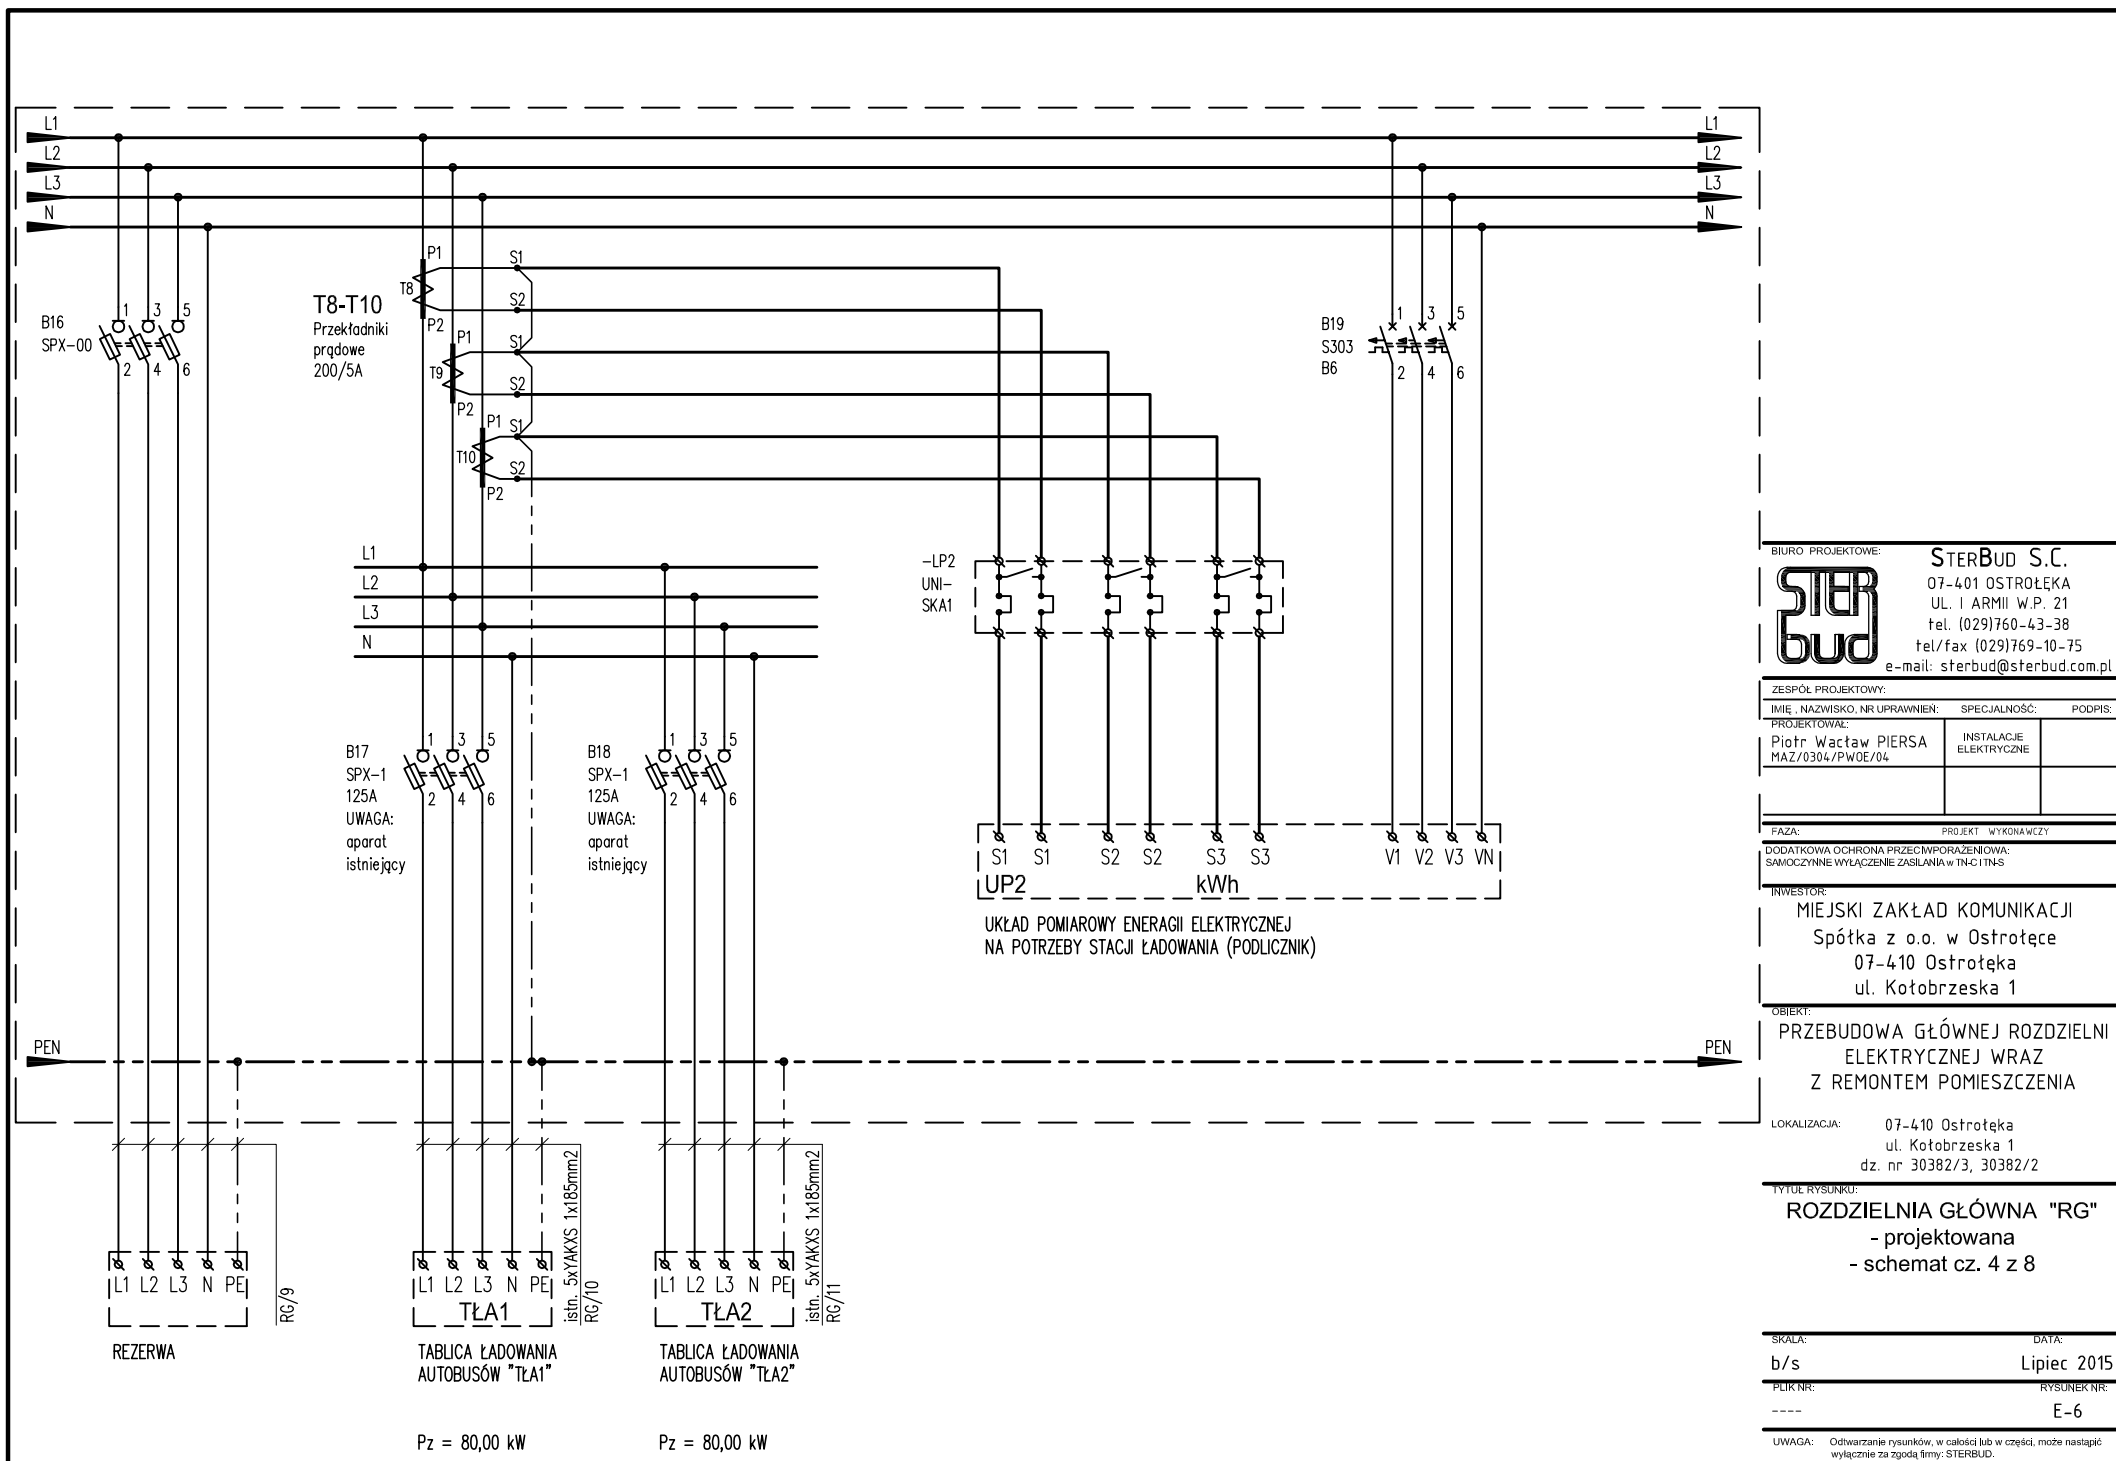 L1
L2
L3
N
L1
L2
L3
N
B16
SPX-00
1 3 5
2 4 6
T8-T10
Przekładniki
prądowe
200/5A
P1
T8
P2
S1
S2
P1
T9
P2
S1
S2
P1
T10
P2
S1
S2
B19
S303
B6
1 3 5
2 4 6
L1
L2
L3
N
-LP2
UNI-
SKA1
B17
SPX-1
125A
UWAGA:
aparat
istniejący
1 3 5
2 4 6
B18
SPX-1
125A
UWAGA:
aparat
istniejący
1 3 5
2 4 6
S1 S1 S2 S2 S3 S3 V1 V2 V3 VN
UP2 kWh
UKŁAD POMIAROWY ENERAGII ELEKTRYCZNEJ
NA POTRZEBY STACJI ŁADOWANIA (PODLICZNIK)
PEN
PEN
L1 L2 L3 N PE
RG/9
REZERWA
L1 L2 L3 N PE
TŁA1
istn. 5xYAKXS 1x185mm2
RG/10
TABLICA ŁADOWANIA
AUTOBUSÓW "TŁA1"
Pz = 80,00 kW
L1 L2 L3 N PE
TŁA2
istn. 5xYAKXS 1x185mm2
RG/11
TABLICA ŁADOWANIA
AUTOBUSÓW "TŁA2"
Pz = 80,00 kW
BIURO PROJEKTOWE:
STER
bud
STERBUD S.C.
07-401 OSTROŁĘKA
UL. I ARMII W.P. 21
tel. (029)760-43-38
tel/fax (029)769-10-75
e-mail: sterbud@sterbud.com.pl
ZESPÓŁ PROJEKTOWY:
IMIĘ , NAZWISKO, NR UPRAWNIEŃ: SPECJALNOŚĆ: PODPIS:
PROJEKTOWAŁ:
Piotr Wacław PIERSA
MAZ/0304/PWOE/04
INSTALACJE
ELEKTRYCZNE
FAZA: PROJEKT WYKONAWCZY
DODATKOWA OCHRONA PRZECIWPORAŻENIOWA:
SAMOCZYNNE WYŁĄCZENIE ZASILANIA w TN-C i TN-S
INWESTOR:
MIEJSKI ZAKŁAD KOMUNIKACJI
Spółka z o.o. w Ostrołęce
07-410 Ostrołęka
ul. Kołobrzeska 1
OBIEKT:
PRZEBUDOWA GŁÓWNEJ ROZDZIELNI
ELEKTRYCZNEJ WRAZ
Z REMONTEM POMIESZCZENIA
LOKALIZACJA: 07-410 Ostrołęka
ul. Kołobrzeska 1
dz. nr 30382/3, 30382/2
TYTUŁ RYSUNKU:
ROZDZIELNIA GŁÓWNA "RG"
- projektowana
- schemat cz. 4 z 8
SKALA: DATA:
b/s Lipiec 2015
PLIK NR: RYSUNEK NR:
---- E-6
UWAGA: Odtwarzanie rysunków, w całości lub w części, może nastąpić
wyłącznie za zgodą firmy: STERBUD.